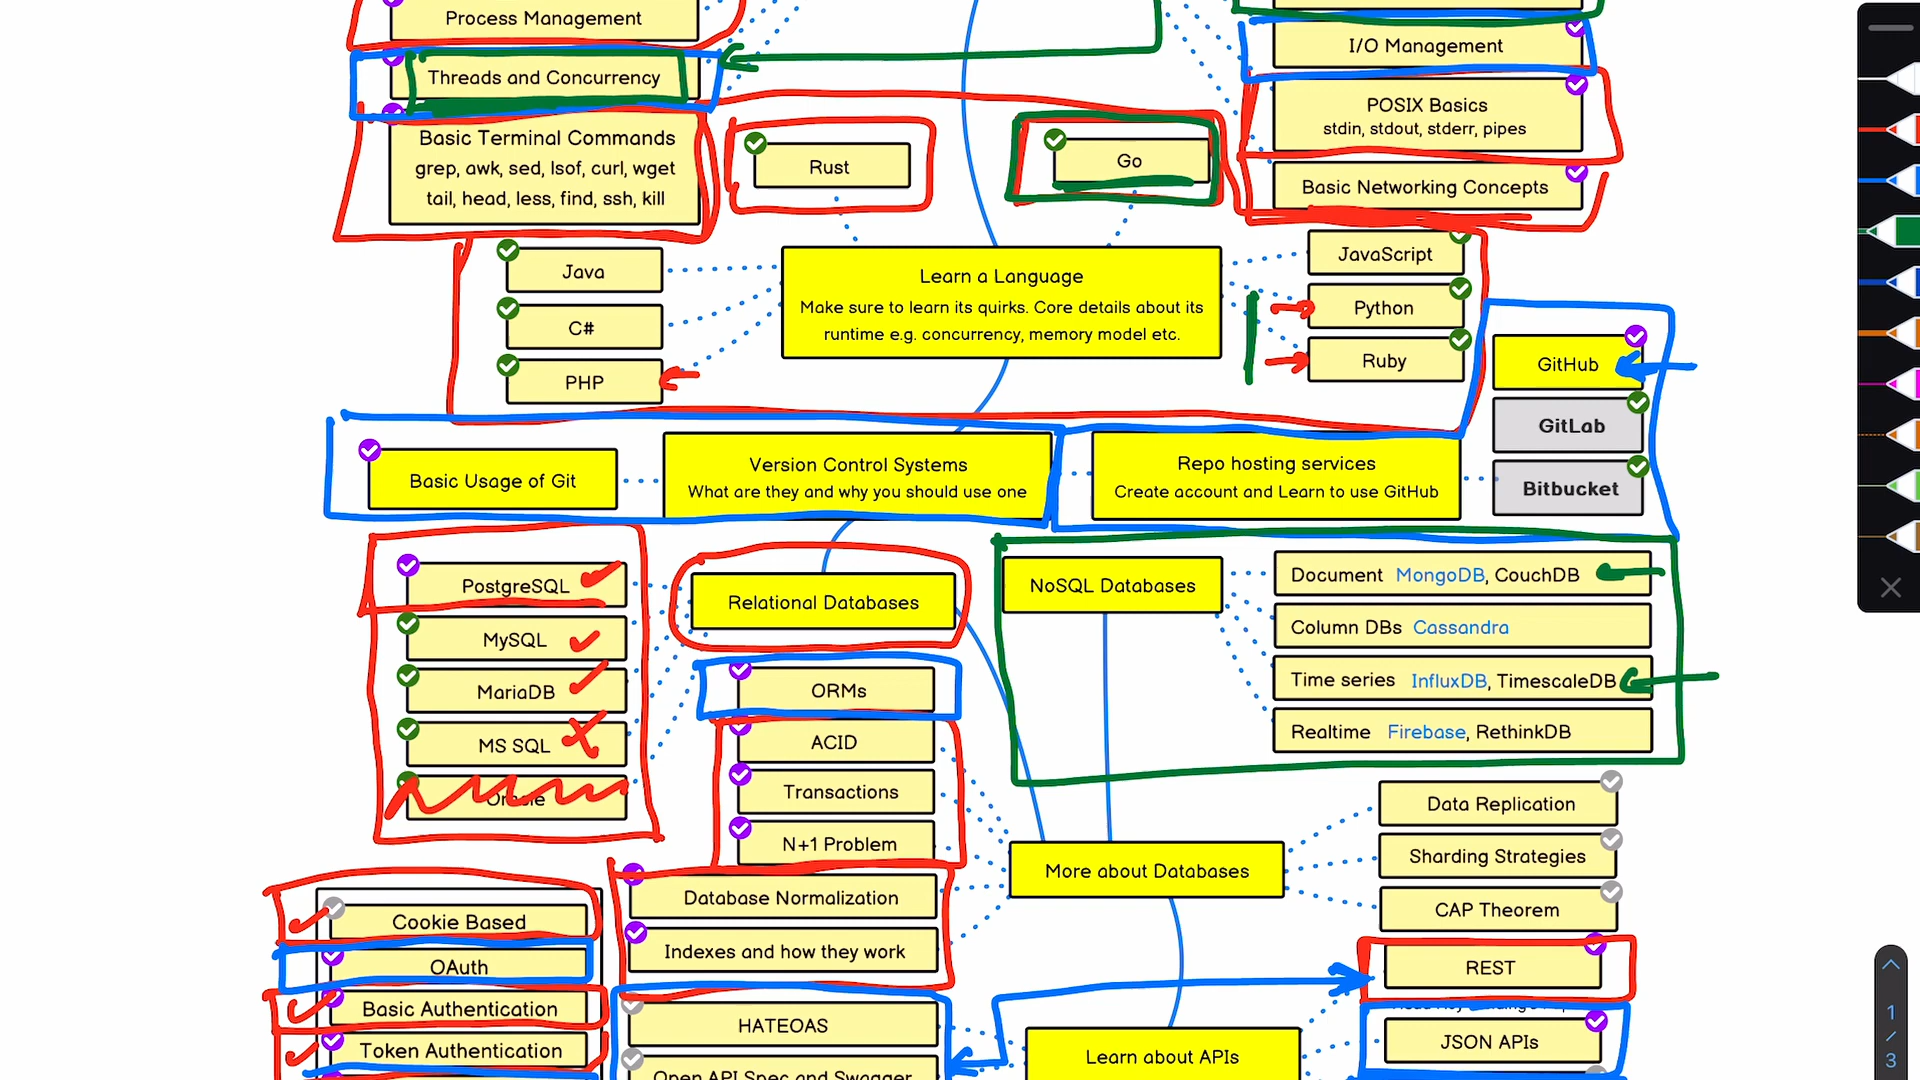 Process Management
Threads and Concurrency
Basic Terminal Commands
grep, awk, sed, lsof, curl, wget
tail, head, less, find, ssh, kill
Rust
Go
I/O Management
POSIX Basics
stdin, stdout, stderr, pipes
Basic Networking Concepts
Java
C#
PHP
Learn a Language
Make sure to learn its quirks. Core details about its
runtime e.g. concurrency, memory model etc.
JavaScript
Python
Ruby
GitHub
GitLab
Bitbucket
Basic Usage of Git
Version Control Systems
What are they and why you should use one
Repo hosting services
Create account and Learn to use GitHub
PostgreSQL
MySQL
MariaDB
MS SQL
Oracle
Relational Databases
NoSQL Databases
Document MongoDB, CouchDB
Column DBs Cassandra
Time series InfluxDB, TimescaleDB
Realtime Firebase, RethinkDB
ORMs
ACID
Transactions
N+1 Problem
Database Normalization
Indexes and how they work
More about Databases
Data Replication
Sharding Strategies
CAP Theorem
Cookie Based
OAuth
Basic Authentication
Token Authentication
HATEOAS
Open API Spec and Swagger
Learn about APIs
REST
JSON APIs
1
/
3